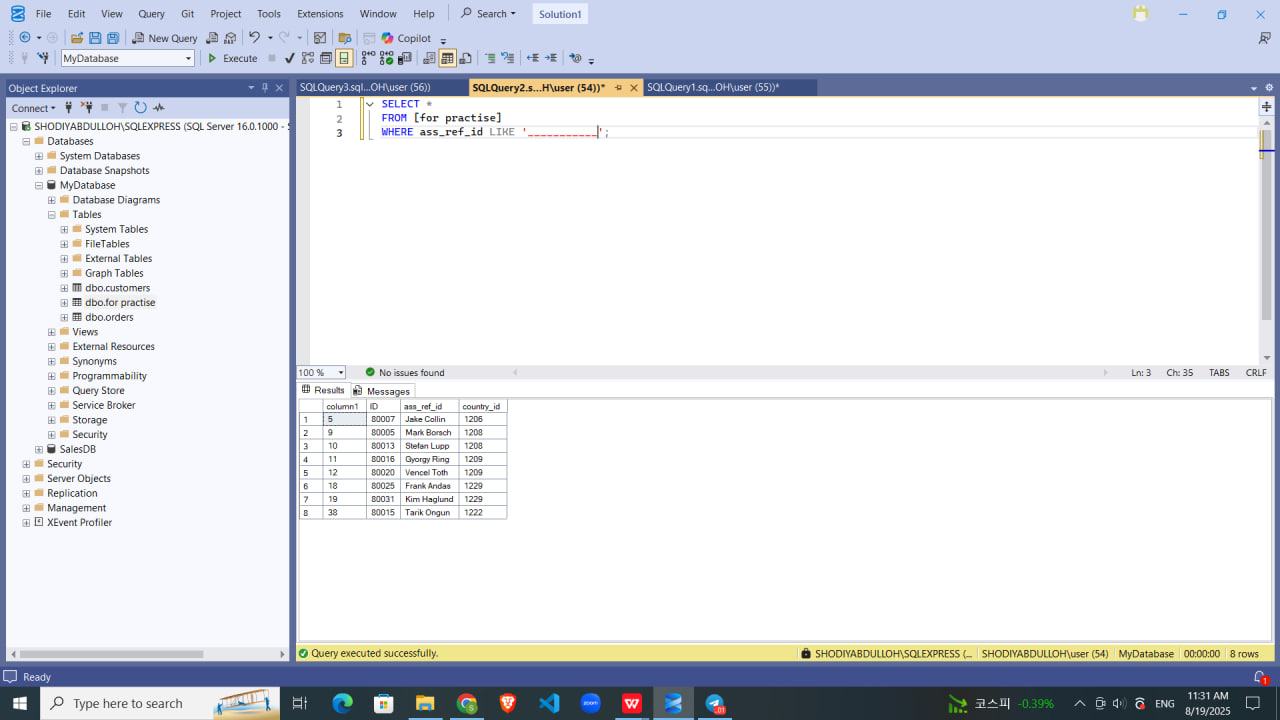 File Edit View Query Git Project Tools Extensions Window Help Search Solution1
New Query Copilot
MyDatabase Execute
Object Explorer
Connect
SHODIYABDULLOH\SQLEXPRESS (SQL Server 16.0.1000 - S
Databases
System Databases
Database Snapshots
MyDatabase
Database Diagrams
Tables
System Tables
FileTables
External Tables
Graph Tables
dbo.customers
dbo.for practise
dbo.orders
Views
External Resources
Synonyms
Programmability
Query Store
Service Broker
Storage
Security
SalesDB
Security
Server Objects
Replication
Management
XEvent Profiler
SQLQuery3.sql...OH\user (56)) SQLQuery2.s...H\user (54))* SQLQuery1.sq...OH\user (55))*
1 SELECT *
2 FROM [for practise]
3 WHERE ass_ref_id LIKE '___________';
100 % No issues found Ln: 3 Ch: 35 TABS CRLF
Results Messages
column1 ID ass_ref_id country_id
1 5 80007 Jake Collin 1206
2 9 80005 Mark Borsch 1208
3 10 80013 Stefan Lupp 1208
4 11 80016 Gyorgy Ring 1209
5 12 80020 Vencel Toth 1209
6 18 80025 Frank Andas 1229
7 19 80031 Kim Haglund 1229
8 38 80015 Tarik Ongun 1222
Query executed successfully. SHODIYABDULLOH\SQLEXPRESS (... SHODIYABDULLOH\user (54) MyDatabase 00:00:00 8 rows
Ready 1
Type here to search zoom W .01 코스피 -0.39% ENG 11:31 AM
8/19/2025